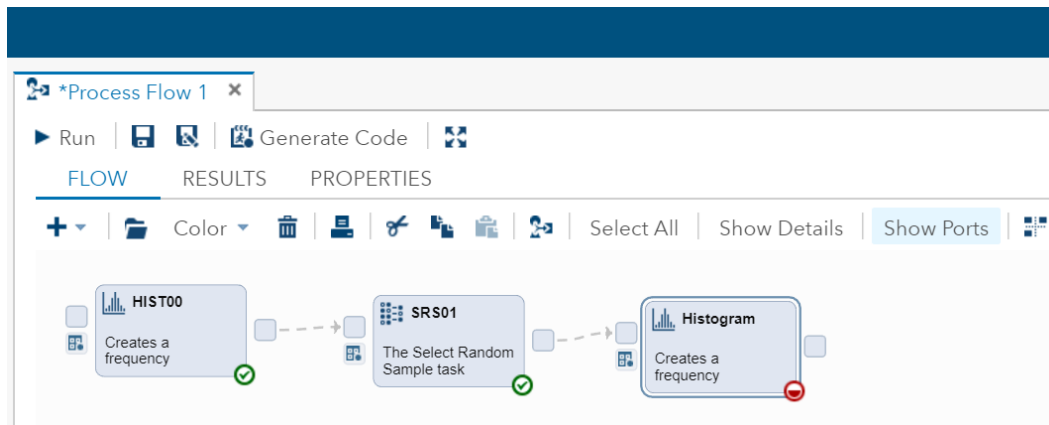 *Process Flow 1
Run Generate Code
FLOW RESULTS PROPERTIES
Color Select All Show Details Show Ports
HIST00
Creates a
frequency
SRS01
The Select Random
Sample task
Histogram
Creates a
frequency